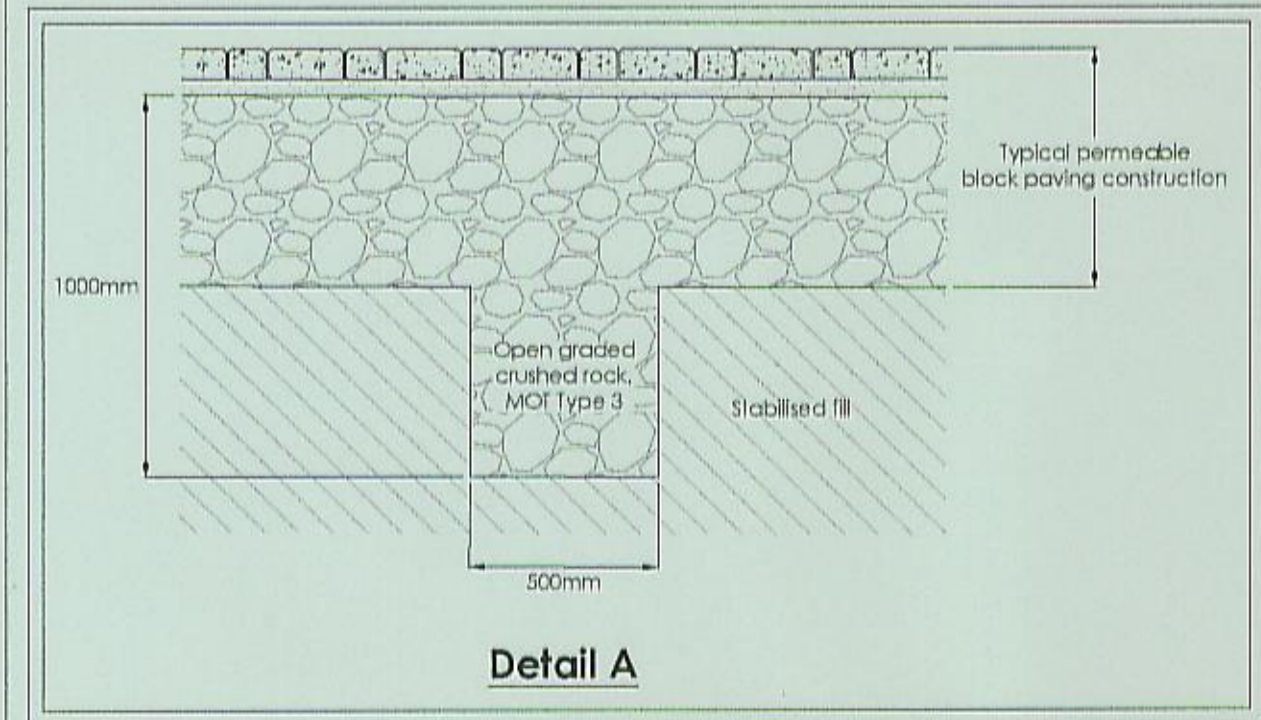 Typical permeable
block paving construction
1000mm
Open graded
crushed rock,
MOT Type 3
Stabilised fill
500mm
Detail A